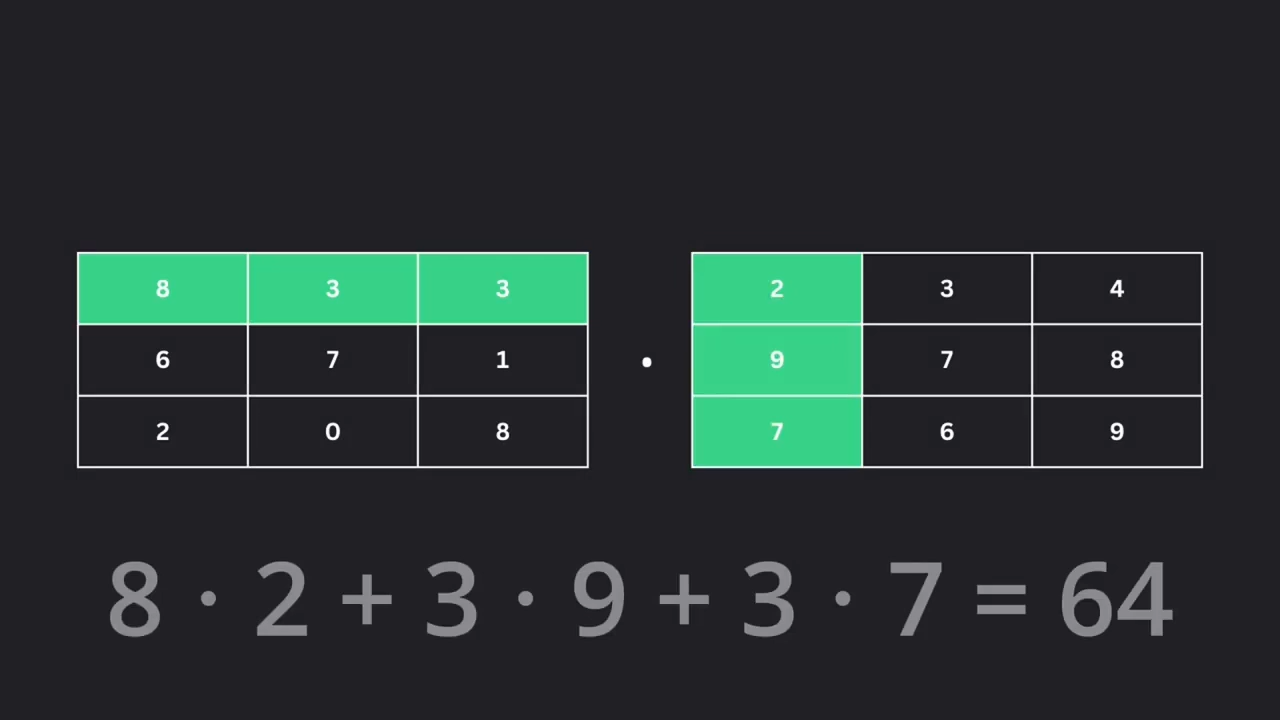 8 3 3 2 3 4
6 7 1 · 9 7 8
2 0 8 7 6 9
8 · 2 + 3 · 9 + 3 · 7 = 64